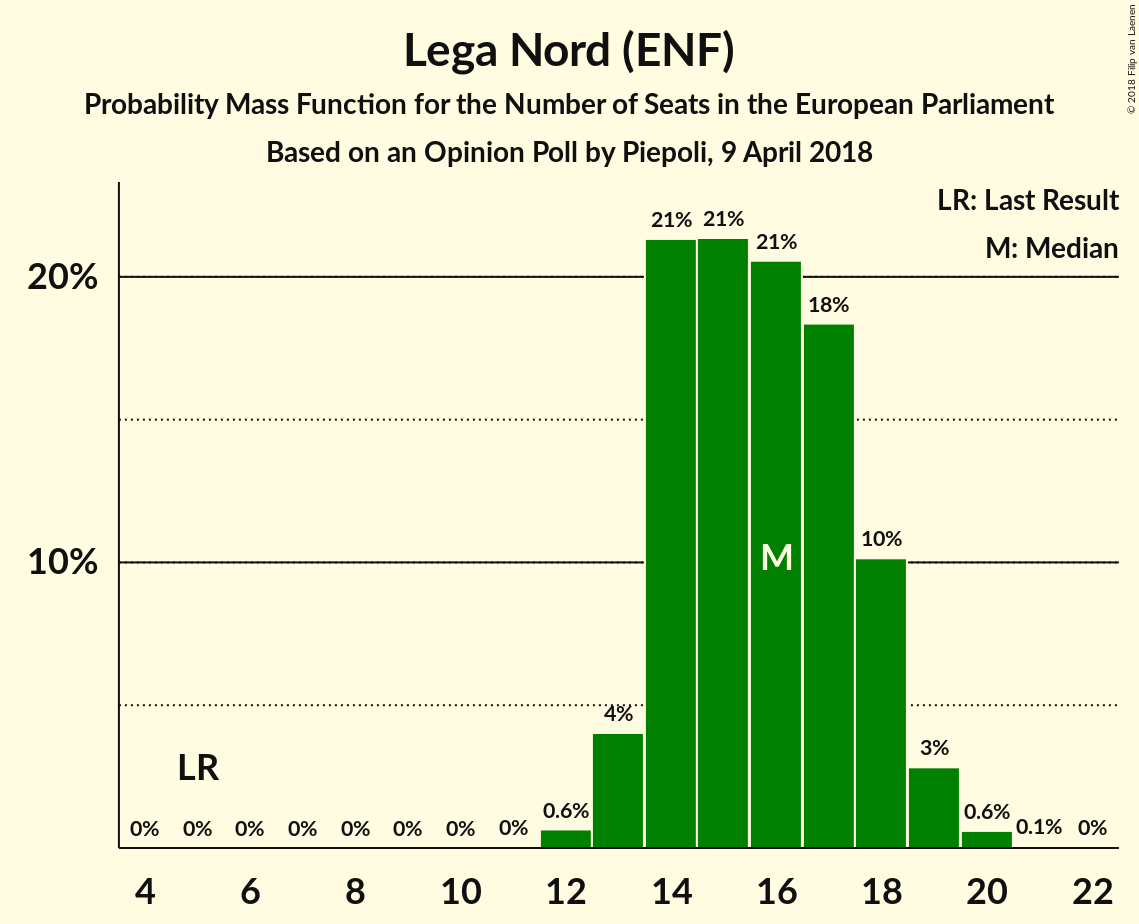 Lega Nord (ENF)
Probability Mass Function for the Number of Seats in the European Parliament
Based on an Opinion Poll by Piepoli, 9 April 2018
© 2018 Filip van Laenen
LR: Last Result
M: Median
20%
10%
0% 0% 0% 0% 0% 0% 0% 0% 0.6% 4% 21% 21% 21% 18% 10% 3% 0.6% 0.1% 0%
LR
M
4 6 8 10 12 14 16 18 20 22